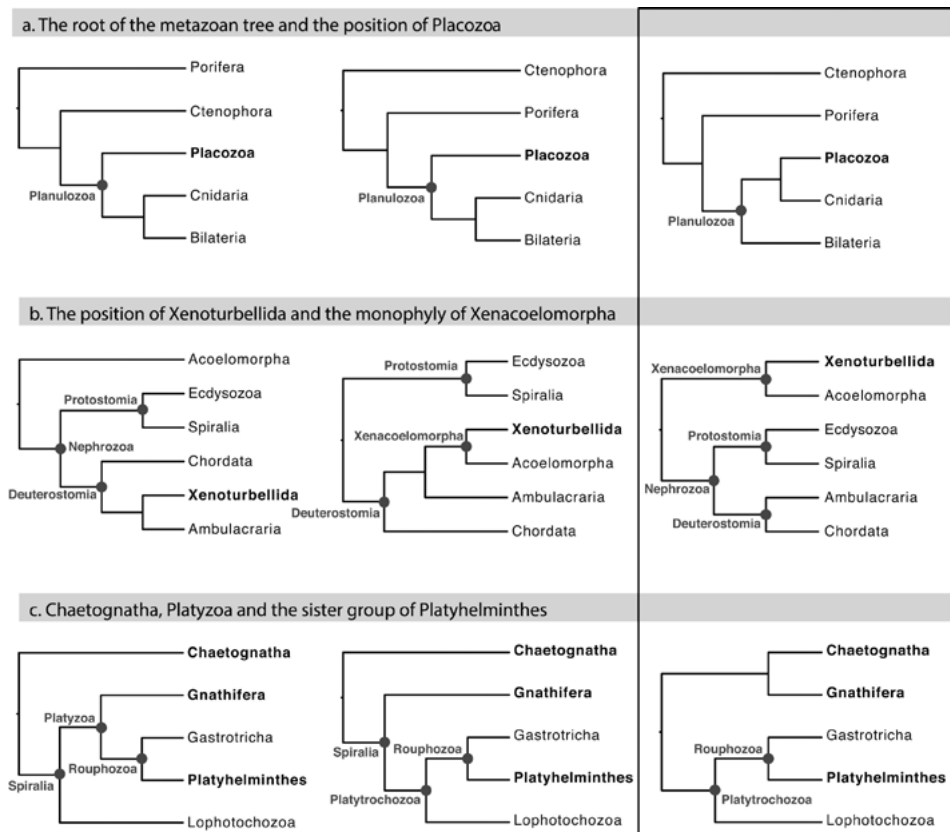 a. The root of the metazoan tree and the position of Placozoa
Porifera
Ctenophora
Placozoa
Planulozoa
Cnidaria
Bilateria
Ctenophora
Porifera
Placozoa
Planulozoa
Cnidaria
Bilateria
Ctenophora
Porifera
Placozoa
Cnidaria
Planulozoa
Bilateria
b. The position of Xenoturbellida and the monophyly of Xenacoelomorpha
Acoelomorpha
Protostomia
Ecdysozoa
Spiralia
Nephrozoa
Chordata
Deuterostomia
Xenoturbellida
Ambulacraria
Protostomia
Ecdysozoa
Spiralia
Xenacoelomorpha
Xenoturbellida
Acoelomorpha
Ambulacraria
Deuterostomia
Chordata
Xenacoelomorpha
Xenoturbellida
Acoelomorpha
Protostomia
Ecdysozoa
Spiralia
Nephrozoa
Ambulacraria
Deuterostomia
Chordata
c. Chaetognatha, Platyzoa and the sister group of Platyhelminthes
Chaetognatha
Gnathifera
Platyzoa
Gastrotricha
Rouphozoa
Platyhelminthes
Spiralia
Lophotochozoa
Chaetognatha
Gnathifera
Spiralia
Rouphozoa
Gastrotricha
Platyhelminthes
Platytrochozoa
Lophotochozoa
Chaetognatha
Gnathifera
Rouphozoa
Gastrotricha
Platyhelminthes
Platytrochozoa
Lophotochozoa